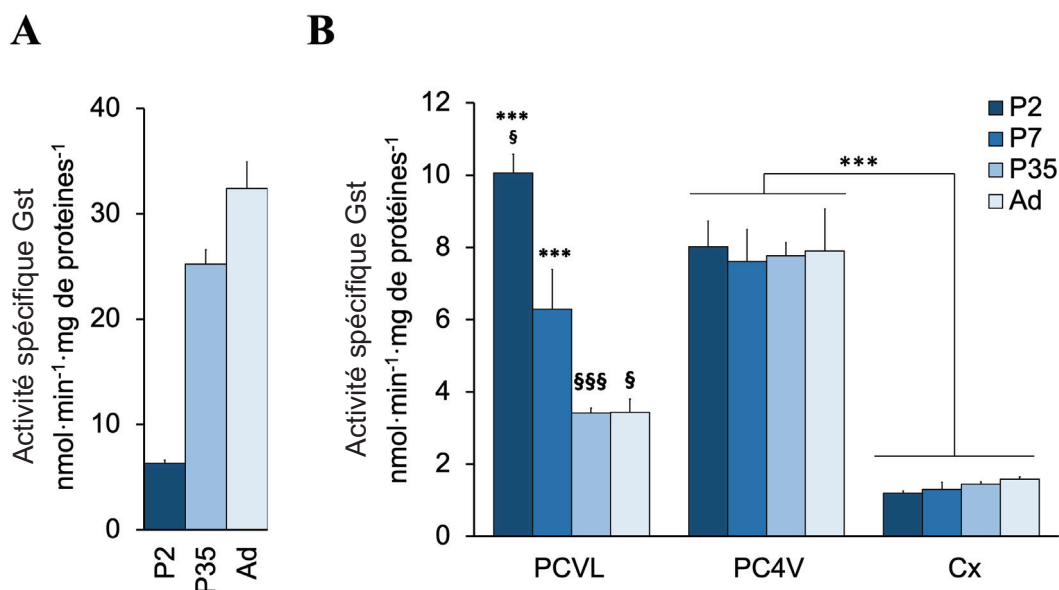 A
Activité spécifique Gst
nmol·min⁻¹·mg de proteines⁻¹
40
30
20
10
0
P2
P35
Ad
B
Activité spécifique Gst
nmol·min⁻¹·mg de protéines⁻¹
12
10
8
6
4
2
0
***
§
***
§§§
§
***
P2
P7
P35
Ad
PCVL
PC4V
Cx